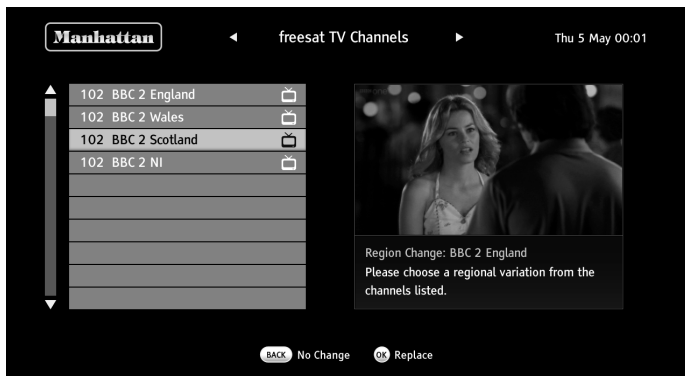 Manhattan
freesat TV Channels
Thu 5 May 00:01
102 BBC 2 England
102 BBC 2 Wales
102 BBC 2 Scotland
102 BBC 2 NI
Region Change: BBC 2 England
Please choose a regional variation from the
channels listed.
BACK No Change
OK Replace